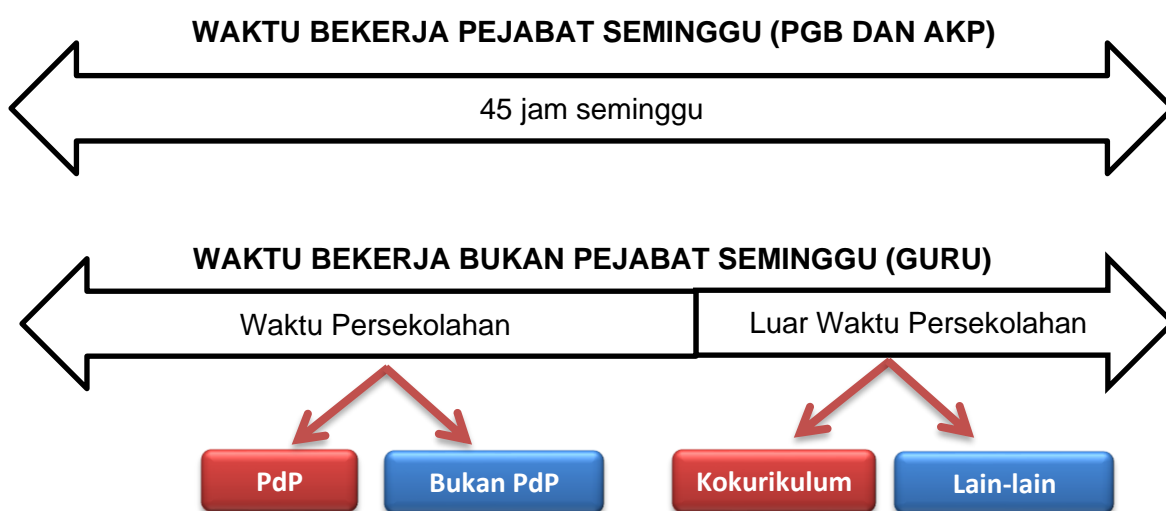 WAKTU BEKERJA PEJABAT SEMINGGU (PGB DAN AKP)
45 jam seminggu
WAKTU BEKERJA BUKAN PEJABAT SEMINGGU (GURU)
Waktu Persekolahan
Luar Waktu Persekolahan
PdP
Bukan PdP
Kokurikulum
Lain-lain